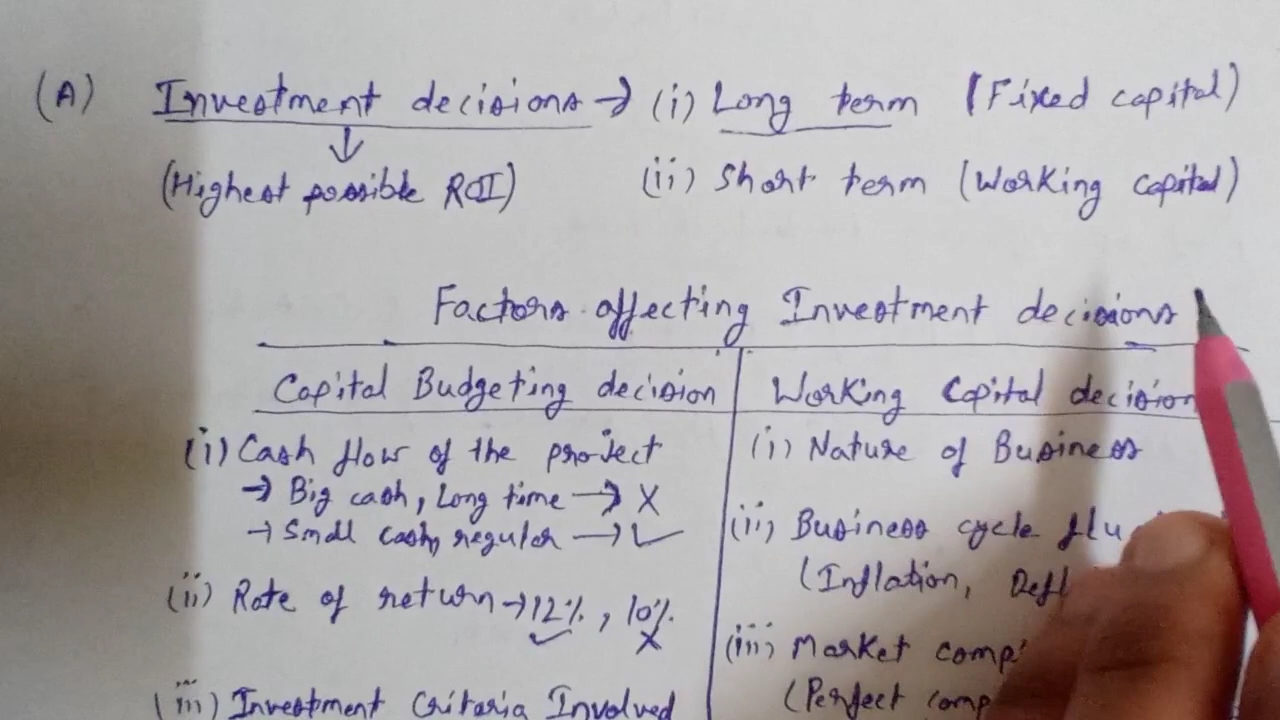 (A) Investment decisions → (i) Long term (Fixed capital)
(Highest possible ROI) (ii) Short term (Working capital)
Factors affecting Investment decisions
Capital Budgeting decision
(i) Cash flow of the project
→ Big cash, Long time → X
→ Small cash, regular → ✓
(ii) Rate of return → 12%, 10%
✓ X
(iii) Investment Criteria Involved
Working Capital decision
(i) Nature of Business
(ii) Business cycle
(Inflation,
(iii) Market
(Perfect